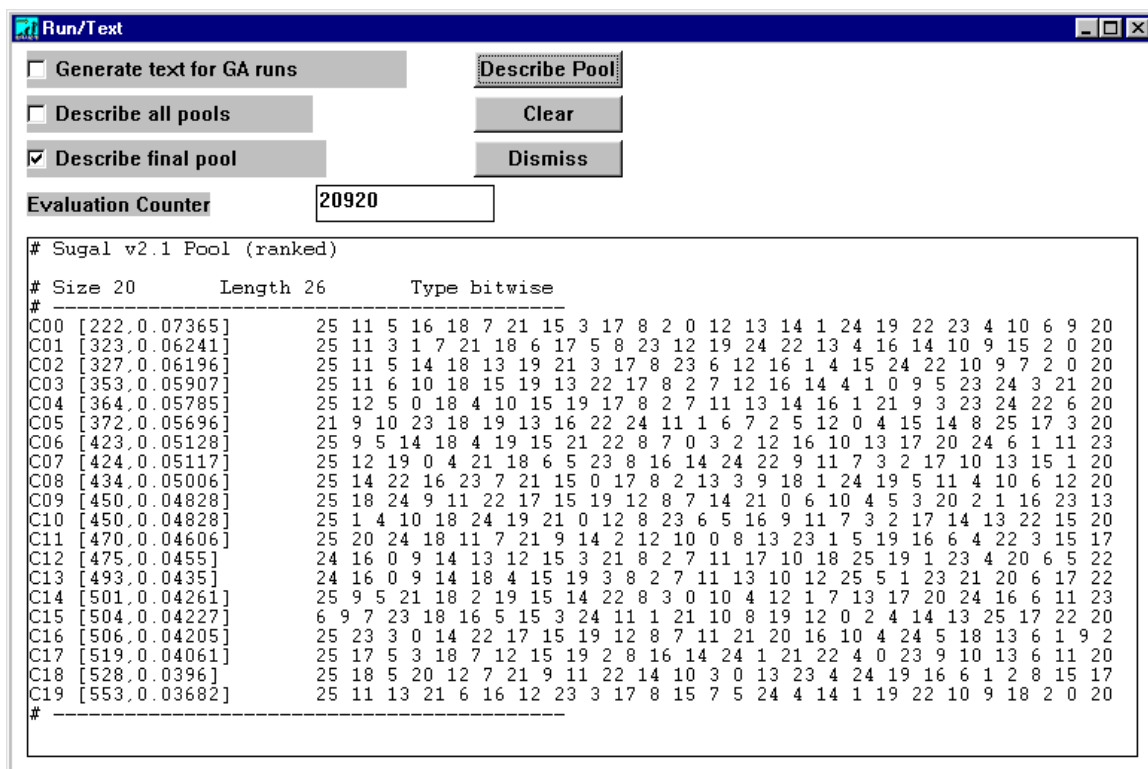 Run/Text
Generate text for GA runs
Describe Pool
Describe all pools
Clear
Describe final pool
Dismiss
Evaluation Counter
20920
# Sugal v2.1 Pool (ranked)
# Size 20 Length 26 Type bitwise
# -------------------------------------------
C00 [222,0.07365] 25 11 5 16 18 7 21 15 3 17 8 2 0 12 13 14 1 24 19 22 23 4 10 6 9 20
C01 [323,0.06241] 25 11 3 1 7 21 18 6 17 5 8 23 12 19 24 22 13 4 16 14 10 9 15 2 0 20
C02 [327,0.06196] 25 11 5 14 18 13 19 21 3 17 8 23 6 12 16 1 4 15 24 22 10 9 7 2 0 20
C03 [353,0.05907] 25 11 6 10 18 15 19 13 22 17 8 2 7 12 16 14 4 1 0 9 5 23 24 3 21 20
C04 [364,0.05785] 25 12 5 0 18 4 10 15 19 17 8 2 7 11 13 14 16 1 21 9 3 23 24 22 6 20
C05 [372,0.05696] 21 9 10 23 18 19 13 16 22 24 11 1 6 7 2 5 12 0 4 15 14 8 25 17 3 20
C06 [423,0.05128] 25 9 5 14 18 4 19 15 21 22 8 7 0 3 2 12 16 10 13 17 20 24 6 1 11 23
C07 [424,0.05117] 25 12 19 0 4 21 18 6 5 23 8 16 14 24 22 9 11 7 3 2 17 10 13 15 1 20
C08 [434,0.05006] 25 14 22 16 23 7 21 15 0 17 8 2 13 3 9 18 1 24 19 5 11 4 10 6 12 20
C09 [450,0.04828] 25 18 24 9 11 22 17 15 19 12 8 7 14 21 0 6 10 4 5 3 20 2 1 16 23 13
C10 [450,0.04828] 25 1 4 10 18 24 19 21 0 12 8 23 6 5 16 9 11 7 3 2 17 14 13 22 15 20
C11 [470,0.04606] 25 20 24 18 11 7 21 9 14 2 12 10 0 8 13 23 1 5 19 16 6 4 22 3 15 17
C12 [475,0.0455] 24 16 0 9 14 13 12 15 3 21 8 2 7 11 17 10 18 25 19 1 23 4 20 6 5 22
C13 [493,0.0435] 24 16 0 9 14 18 4 15 19 3 8 2 7 11 13 10 12 25 5 1 23 21 20 6 17 22
C14 [501,0.04261] 25 9 5 21 18 2 19 15 14 22 8 3 0 10 4 12 1 7 13 17 20 24 16 6 11 23
C15 [504,0.04227] 6 9 7 23 18 16 5 15 3 24 11 1 21 10 8 19 12 0 2 4 14 13 25 17 22 20
C16 [506,0.04205] 25 23 3 0 14 22 17 15 19 12 8 7 11 21 20 16 10 4 24 5 18 13 6 1 9 2
C17 [519,0.04061] 25 17 5 3 18 7 12 15 19 2 8 16 14 24 1 21 22 4 0 23 9 10 13 6 11 20
C18 [528,0.0396] 25 18 5 20 12 7 21 9 11 22 14 10 3 0 13 23 4 24 19 16 6 1 2 8 15 17
C19 [553,0.03682] 25 11 13 21 6 16 12 23 3 17 8 15 7 5 24 4 14 1 19 22 10 9 18 2 0 20
# -------------------------------------------